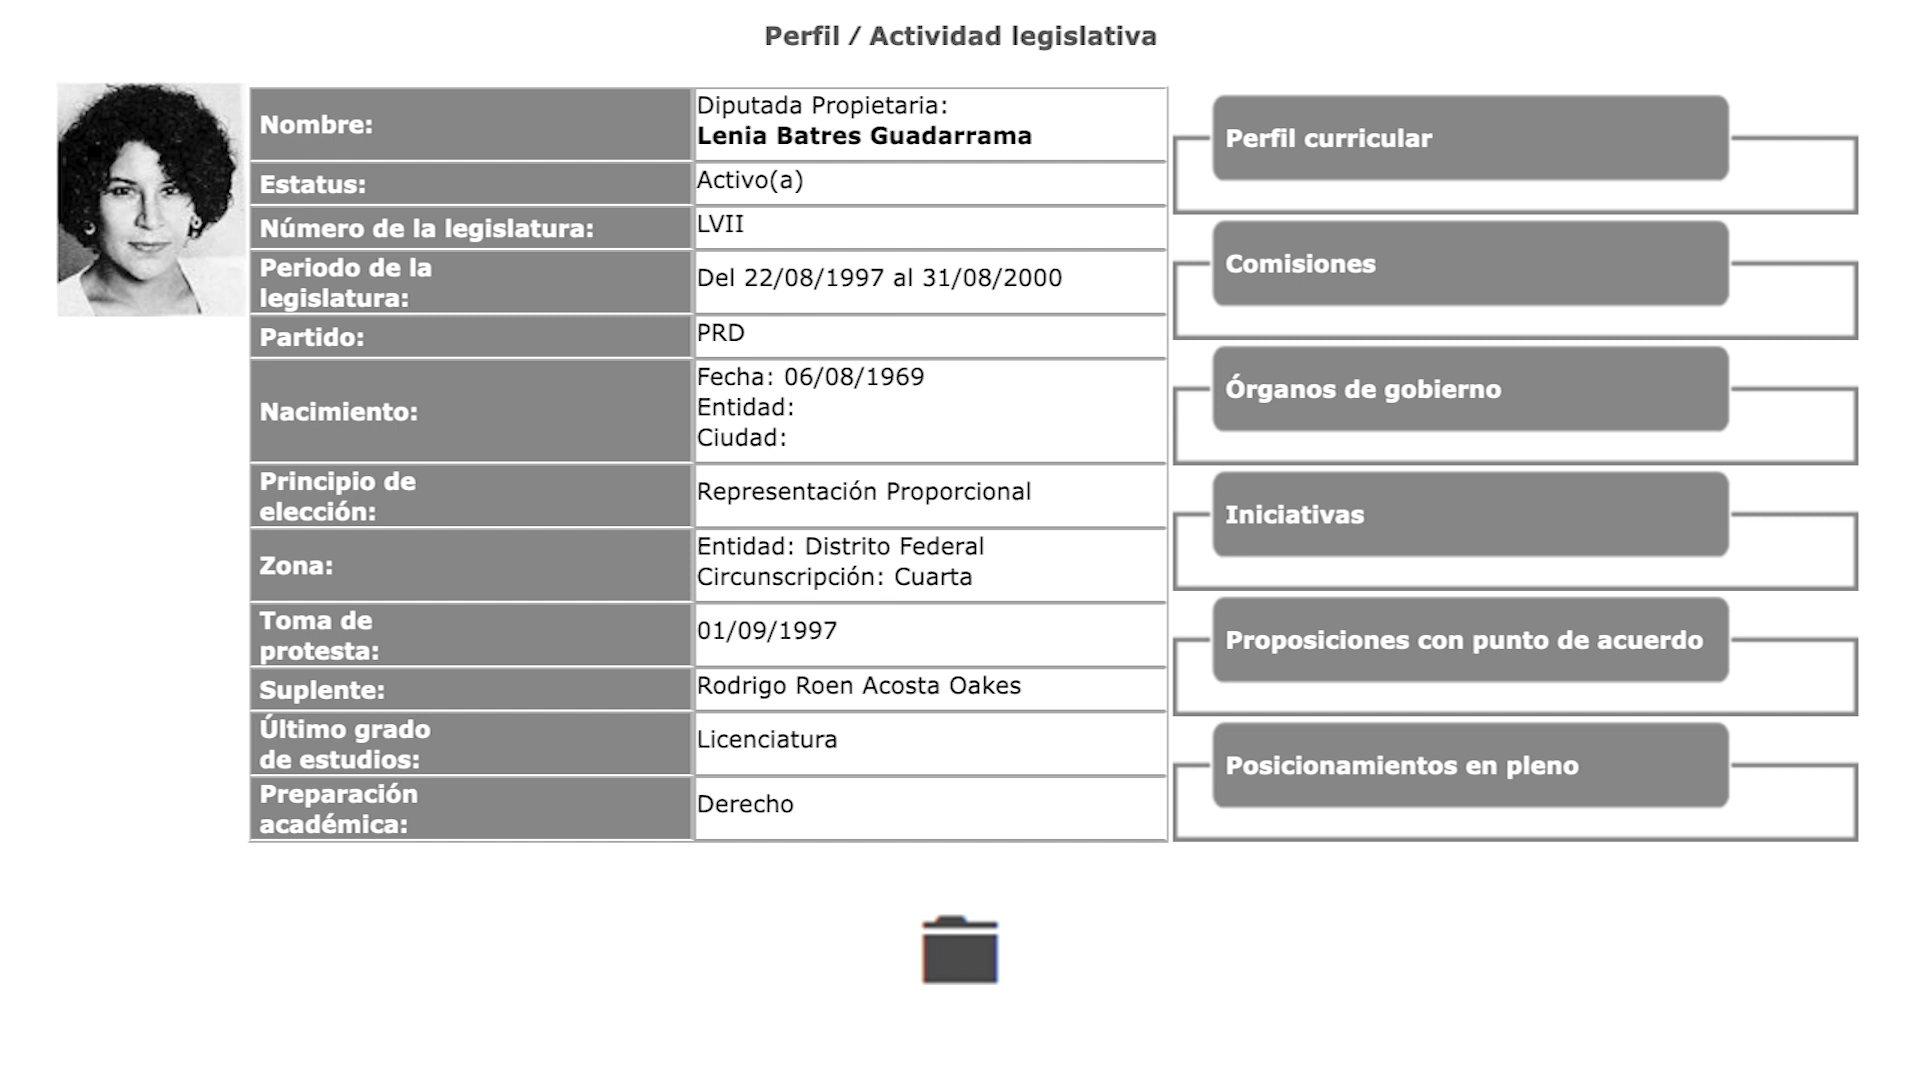 Perfil / Actividad legislativa
Nombre:
Diputada Propietaria:
Lenia Batres Guadarrama
Estatus:
Activo(a)
Número de la legislatura:
LVII
Periodo de la
legislatura:
Del 22/08/1997 al 31/08/2000
Partido:
PRD
Nacimiento:
Fecha: 06/08/1969
Entidad:
Ciudad:
Principio de
elección:
Representación Proporcional
Zona:
Entidad: Distrito Federal
Circunscripción: Cuarta
Toma de
protesta:
01/09/1997
Suplente:
Rodrigo Roen Acosta Oakes
Último grado
de estudios:
Licenciatura
Preparación
académica:
Derecho
Perfil curricular
Comisiones
Órganos de gobierno
Iniciativas
Proposiciones con punto de acuerdo
Posicionamientos en pleno